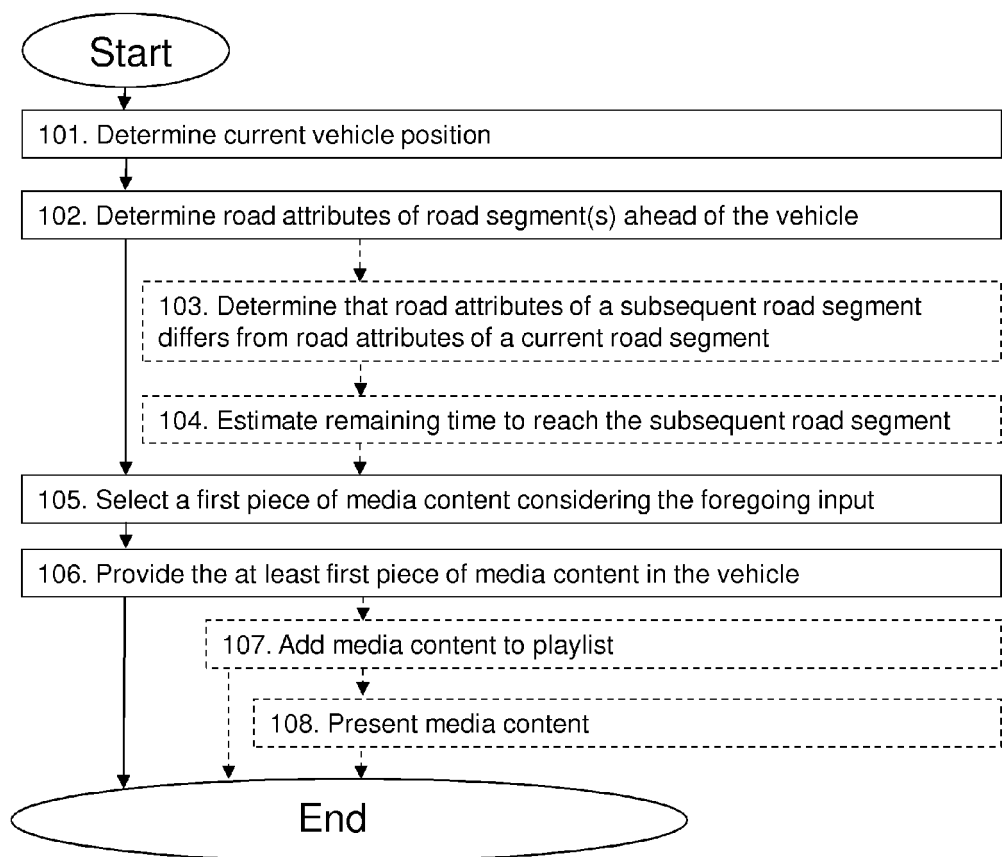 Start
101. Determine current vehicle position
102. Determine road attributes of road segment(s) ahead of the vehicle
103. Determine that road attributes of a subsequent road segment
differs from road attributes of a current road segment
104. Estimate remaining time to reach the subsequent road segment
105. Select a first piece of media content considering the foregoing input
106. Provide the at least first piece of media content in the vehicle
107. Add media content to playlist
108. Present media content
End